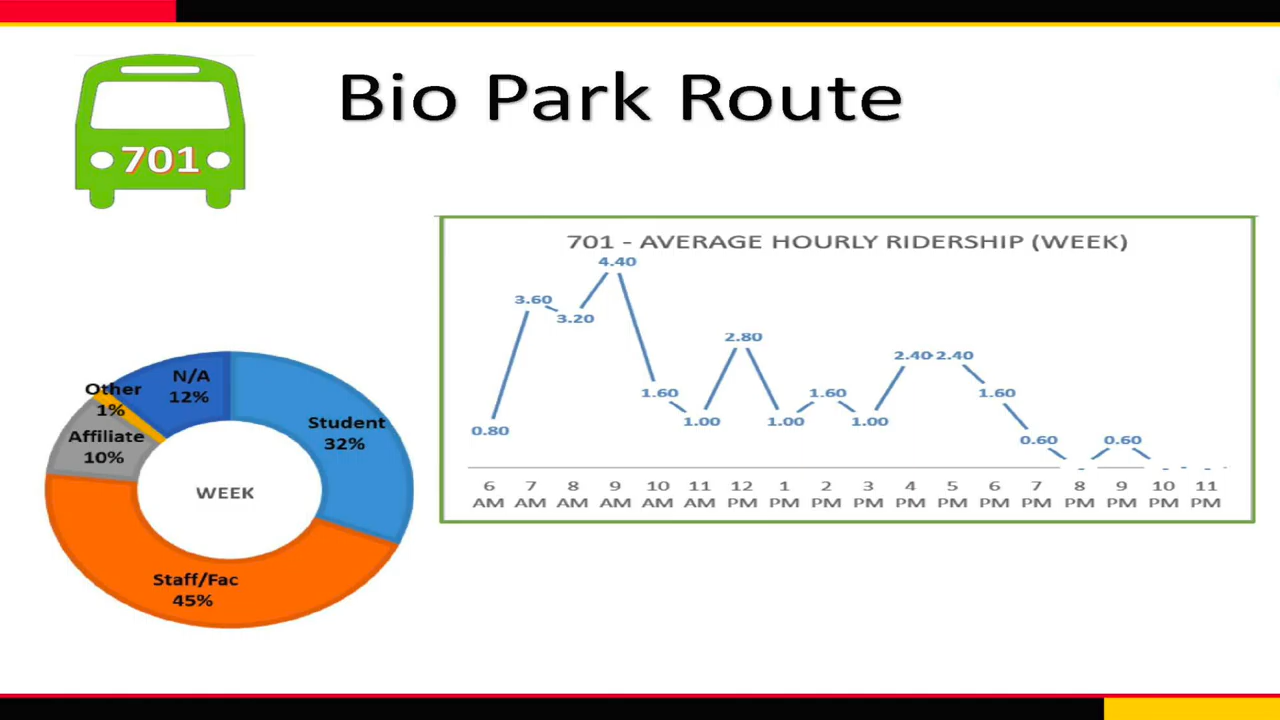 Bio Park Route
701
701 - AVERAGE HOURLY RIDERSHIP (WEEK)
4.40
3.60
3.20
2.80
2.40 2.40
1.60
1.60
1.60
1.00
1.00
1.00
0.80
0.60
0.60
6 AM
7 AM
8 AM
9 AM
10 AM
11 AM
12 PM
1 PM
2 PM
3 PM
4 PM
5 PM
6 PM
7 PM
8 PM
9 PM
10 PM
11 PM
N/A
12%
Other
1%
Student
32%
Affiliate
10%
WEEK
Staff/Fac
45%